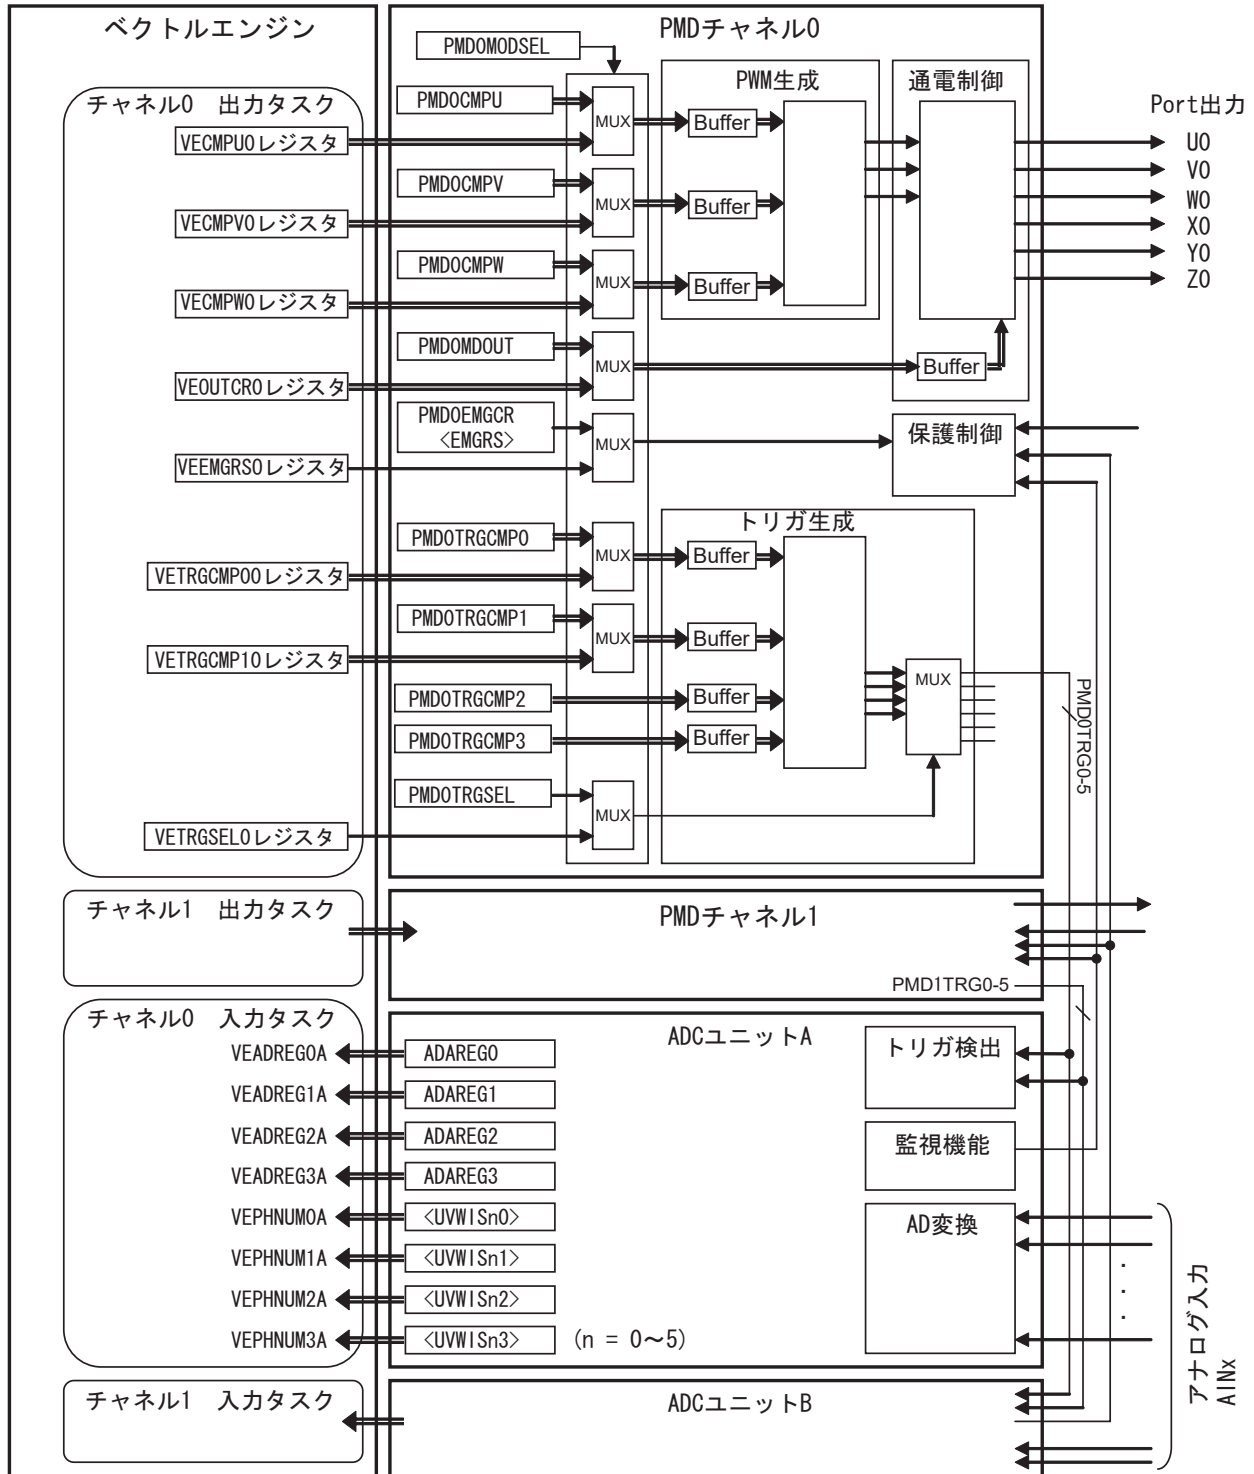 ベクトルエンジン
PMDチャネル0
PMD0MODSEL
チャネル0 出力タスク
PMD0CMPU
MUX
PWM生成
通電制御
Port出力
Buffer
VECMPU0レジスタ
U0
V0
PMD0CMPV
MUX
Buffer
W0
VECMPV0レジスタ
X0
Y0
PMD0CMPW
MUX
Buffer
Z0
VECMPW0レジスタ
PMD0MDOUT
MUX
Buffer
VEOUTCR0レジスタ
PMD0EMGCR
<EMGRS>
MUX
保護制御
VEEMGRS0レジスタ
トリガ生成
PMD0TRGCMP0
MUX
Buffer
VETRGCMP00レジスタ
PMD0TRGCMP1
MUX
Buffer
VETRGCMP10レジスタ
MUX
PMD0TRGCMP2
Buffer
PMD0TRGCMP3
Buffer
PMD0TRG0-5
PMD0TRGSEL
MUX
VETRGSEL0レジスタ
チャネル1 出力タスク
PMDチャネル1
PMD1TRG0-5
チャネル0 入力タスク
ADCユニットA
トリガ検出
VEADREG0A
ADAREG0
VEADREG1A
ADAREG1
VEADREG2A
ADAREG2
監視機能
VEADREG3A
ADAREG3
VEPHNUM0A
<UVWISn0>
AD変換
VEPHNUM1A
<UVWISn1>
VEPHNUM2A
<UVWISn2>
VEPHNUM3A
<UVWISn3>
(n = 0～5)
アナログ入力
AINx
チャネル1 入力タスク
ADCユニットB